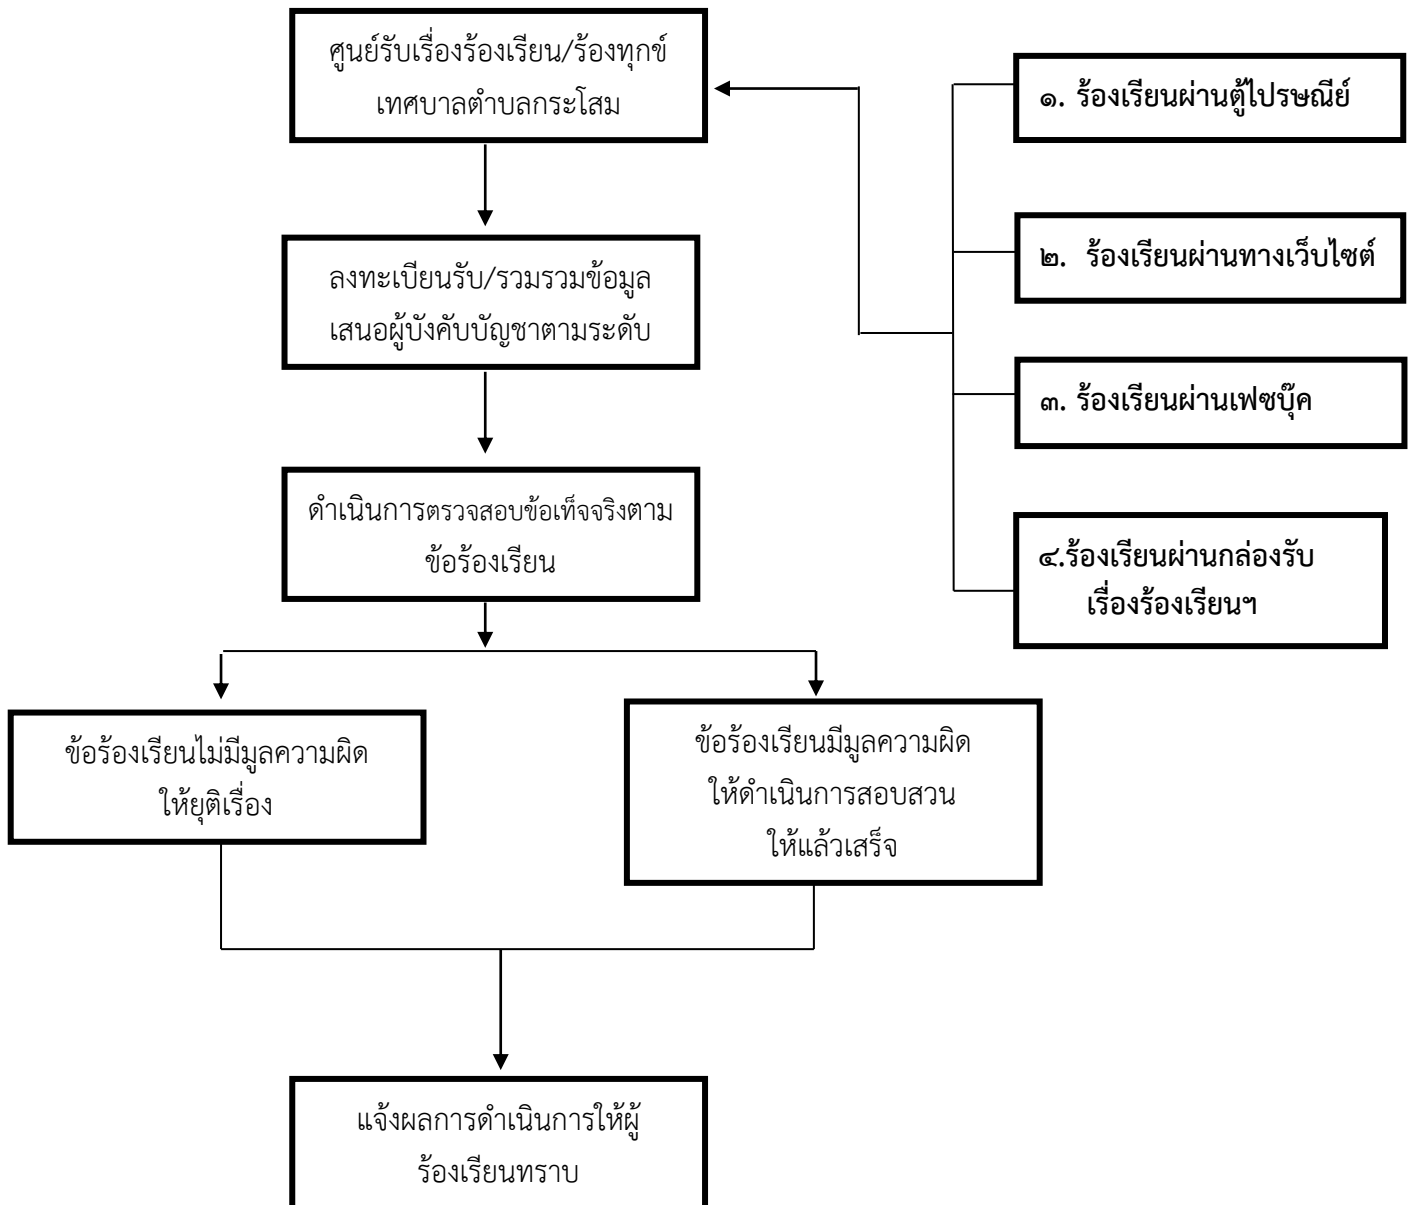 ศูนย์รับเรื่องร้องเรียน/ร้องทุกข์
เทศบาลตำบลกระโสม
๑. ร้องเรียนผ่านตู้ไปรษณีย์
๒. ร้องเรียนผ่านทางเว็บไซต์
๓. ร้องเรียนผ่านเฟซบุ๊ค
๔.ร้องเรียนผ่านกล่องรับ
เรื่องร้องเรียนฯ
ลงทะเบียนรับ/รวมรวมข้อมูล
เสนอผู้บังคับบัญชาตามระดับ
ดำเนินการตรวจสอบข้อเท็จจริงตาม
ข้อร้องเรียน
ข้อร้องเรียนไม่มีมูลความผิด
ให้ยุติเรื่อง
ข้อร้องเรียนมีมูลความผิด
ให้ดำเนินการสอบสวน
ให้แล้วเสร็จ
แจ้งผลการดำเนินการให้ผู้
ร้องเรียนทราบ